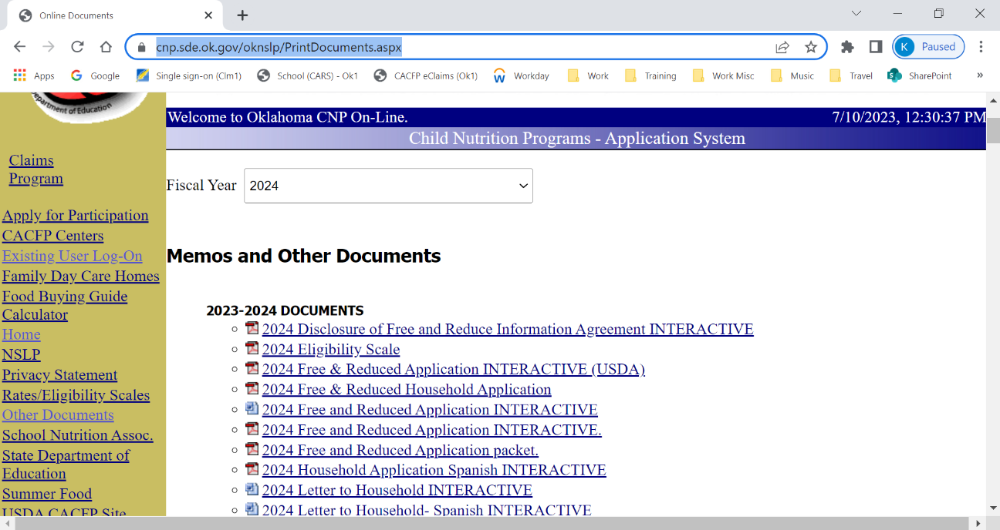 Online Documents
cnp.sde.ok.gov/oknslp/PrintDocuments.aspx
K Paused
Apps Google Single sign-on (Clm1) School (CARS) - Ok1 CACFP eClaims (Ok1) Workday Work Training Work Misc Music Travel SharePoint »
Department of Education
Welcome to Oklahoma CNP On-Line. 7/10/2023, 12:30:37 PM
Child Nutrition Programs - Application System
Claims
Program
Apply for Participation
CACFP Centers
Existing User Log-On
Family Day Care Homes
Food Buying Guide
Calculator
Home
NSLP
Privacy Statement
Rates/Eligibility Scales
Other Documents
School Nutrition Assoc.
State Department of
Education
Summer Food
USDA CACFP Site
Fiscal Year 2024
Memos and Other Documents
2023-2024 DOCUMENTS
2024 Disclosure of Free and Reduce Information Agreement INTERACTIVE
2024 Eligibility Scale
2024 Free & Reduced Application INTERACTIVE (USDA)
2024 Free & Reduced Household Application
2024 Free and Reduced Application INTERACTIVE
2024 Free and Reduced Application INTERACTIVE.
2024 Free and Reduced Application packet.
2024 Household Application Spanish INTERACTIVE
2024 Letter to Household INTERACTIVE
2024 Letter to Household- Spanish INTERACTIVE